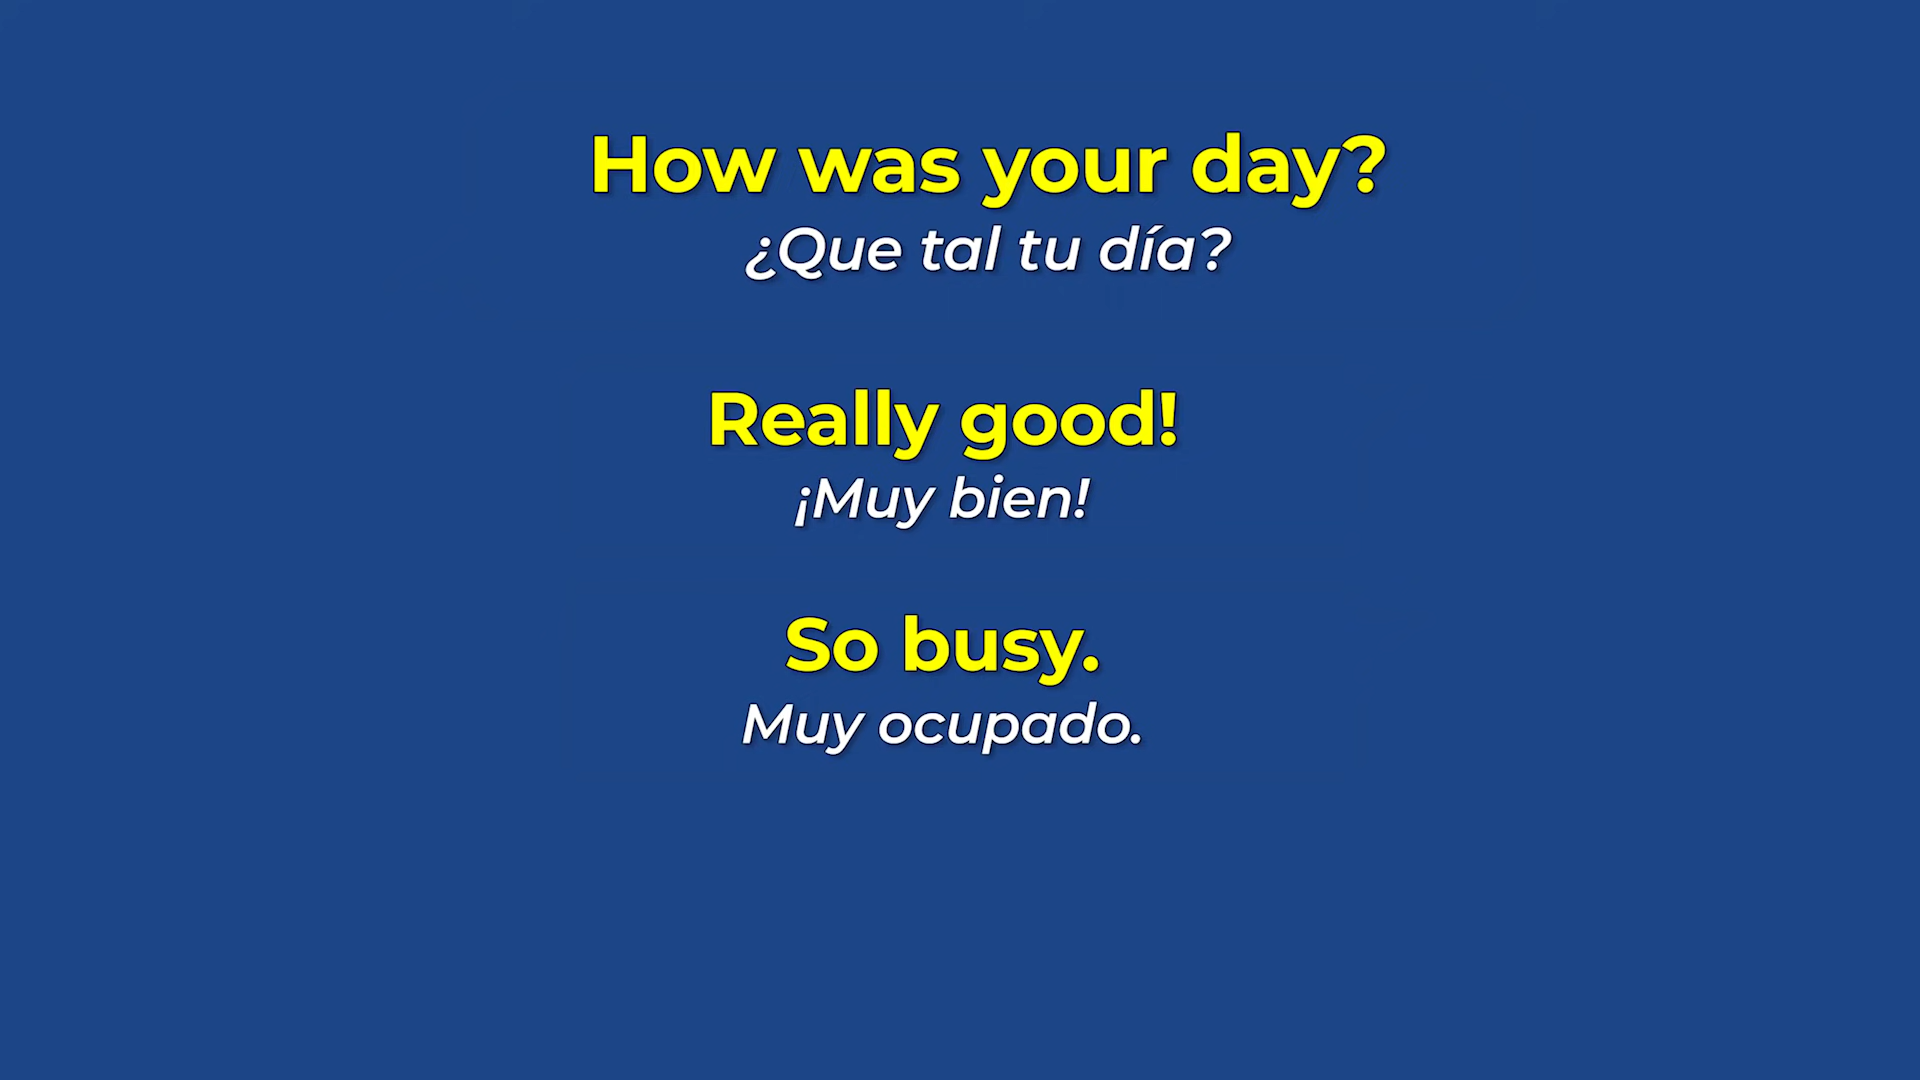 How was your day?
¿Que tal tu día?
Really good!
¡Muy bien!
So busy.
Muy ocupado.